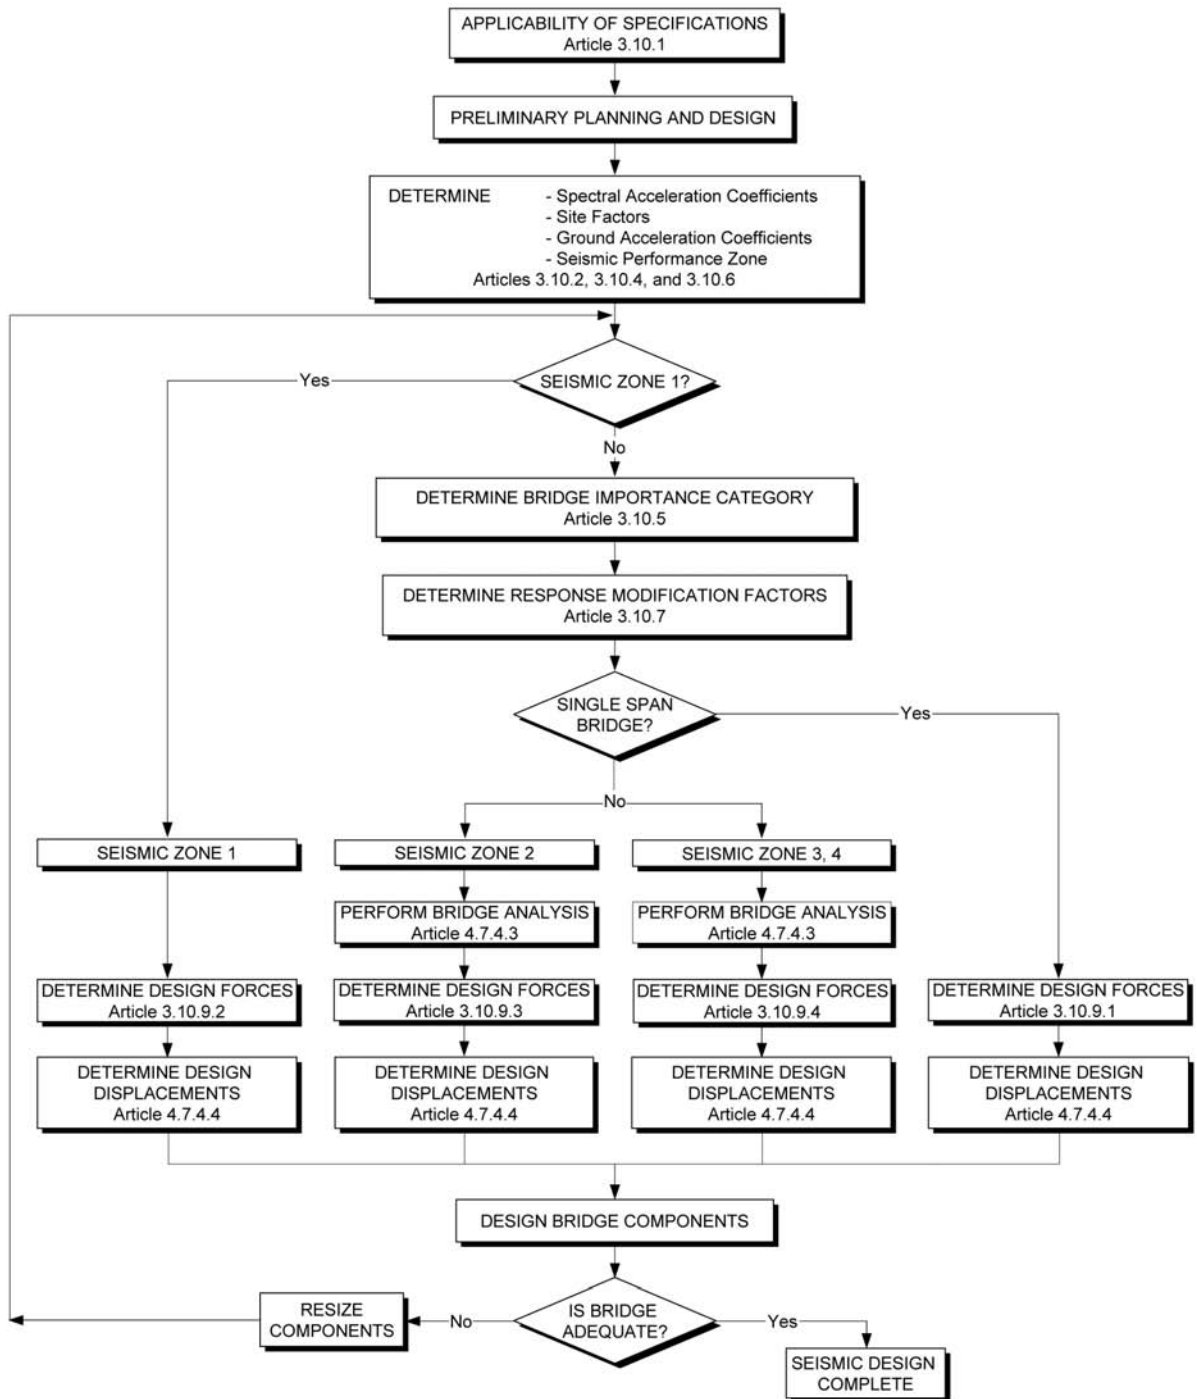 APPLICABILITY OF SPECIFICATIONS
Article 3.10.1
PRELIMINARY PLANNING AND DESIGN
DETERMINE - Spectral Acceleration Coefficients
- Site Factors
- Ground Acceleration Coefficients
- Seismic Performance Zone
Articles 3.10.2, 3.10.4, and 3.10.6
Yes
SEISMIC ZONE 1?
No
DETERMINE BRIDGE IMPORTANCE CATEGORY
Article 3.10.5
DETERMINE RESPONSE MODIFICATION FACTORS
Article 3.10.7
SINGLE SPAN
BRIDGE?
Yes
No
SEISMIC ZONE 1
SEISMIC ZONE 2
SEISMIC ZONE 3, 4
PERFORM BRIDGE ANALYSIS
Article 4.7.4.3
PERFORM BRIDGE ANALYSIS
Article 4.7.4.3
DETERMINE DESIGN FORCES
Article 3.10.9.2
DETERMINE DESIGN FORCES
Article 3.10.9.3
DETERMINE DESIGN FORCES
Article 3.10.9.4
DETERMINE DESIGN FORCES
Article 3.10.9.1
DETERMINE DESIGN
DISPLACEMENTS
Article 4.7.4.4
DETERMINE DESIGN
DISPLACEMENTS
Article 4.7.4.4
DETERMINE DESIGN
DISPLACEMENTS
Article 4.7.4.4
DETERMINE DESIGN
DISPLACEMENTS
Article 4.7.4.4
DESIGN BRIDGE COMPONENTS
RESIZE
COMPONENTS
No
IS BRIDGE
ADEQUATE?
Yes
SEISMIC DESIGN
COMPLETE